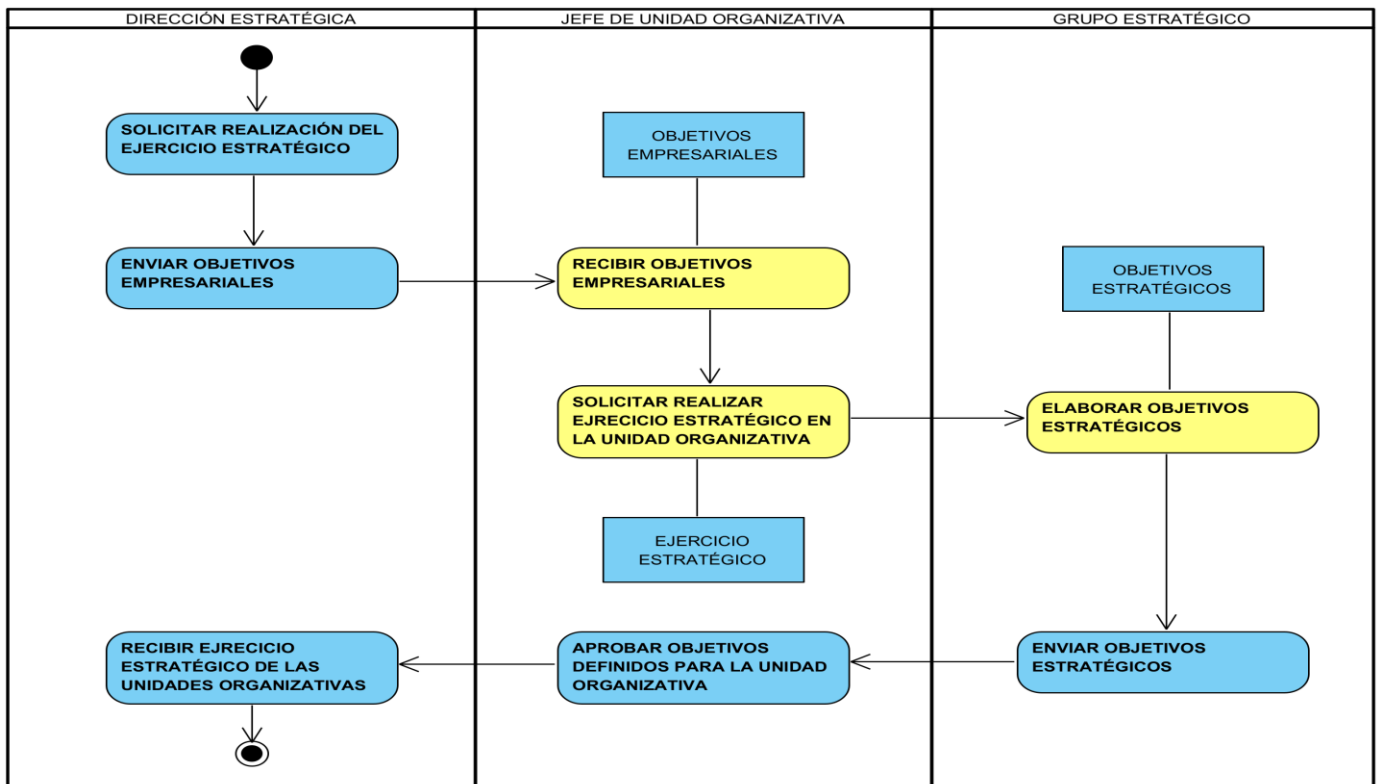 DIRECCIÓN ESTRATÉGICA
JEFE DE UNIDAD ORGANIZATIVA
GRUPO ESTRATÉGICO
SOLICITAR REALIZACIÓN DEL
EJERCICIO ESTRATÉGICO
OBJETIVOS
EMPRESARIALES
ENVIAR OBJETIVOS
EMPRESARIALES
RECIBIR OBJETIVOS
EMPRESARIALES
OBJETIVOS
ESTRATÉGICOS
SOLICITAR REALIZAR
EJRECICIO ESTRATÉGICO EN
LA UNIDAD ORGANIZATIVA
ELABORAR OBJETIVOS
ESTRATÉGICOS
EJERCICIO
ESTRATÉGICO
RECIBIR EJRECICIO
ESTRATÉGICO DE LAS
UNIDADES ORGANIZATIVAS
APROBAR OBJETIVOS
DEFINIDOS PARA LA UNIDAD
ORGANIZATIVA
ENVIAR OBJETIVOS
ESTRATÉGICOS